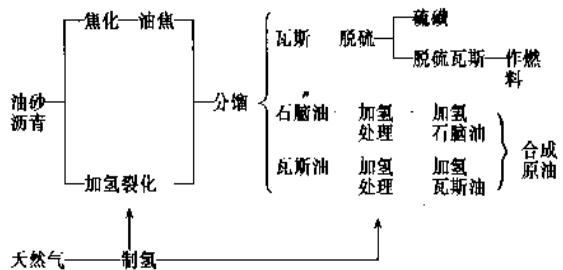 焦化 油焦
硫磺
瓦斯 脱硫
脱硫瓦斯 作燃
料
油砂
沥青
分馏
石脑油 加氢 加氢
处理 石脑油
瓦斯油 加氢 加氢
处理 瓦斯油
合成
原油
加氢裂化
天然气 制氢